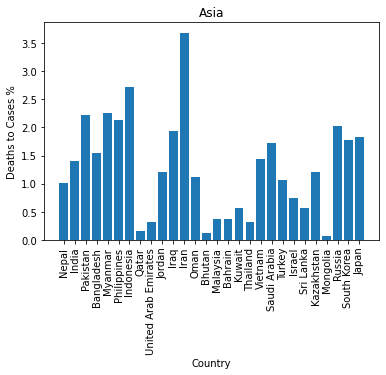 Asia
Deaths to Cases %
3.5
3.0
2.5
2.0
1.5
1.0
0.5
0.0
Nepal
India
Pakistan
Bangladesh
Myanmar
Philippines
Indonesia
Qatar
United Arab Emirates
Jordan
Iraq
Iran
Oman
Bhutan
Malaysia
Bahrain
Kuwait
Thailand
Vietnam
Saudi Arabia
Turkey
Israel
Sri Lanka
Kazakhstan
Mongolia
Russia
South Korea
Japan
Country